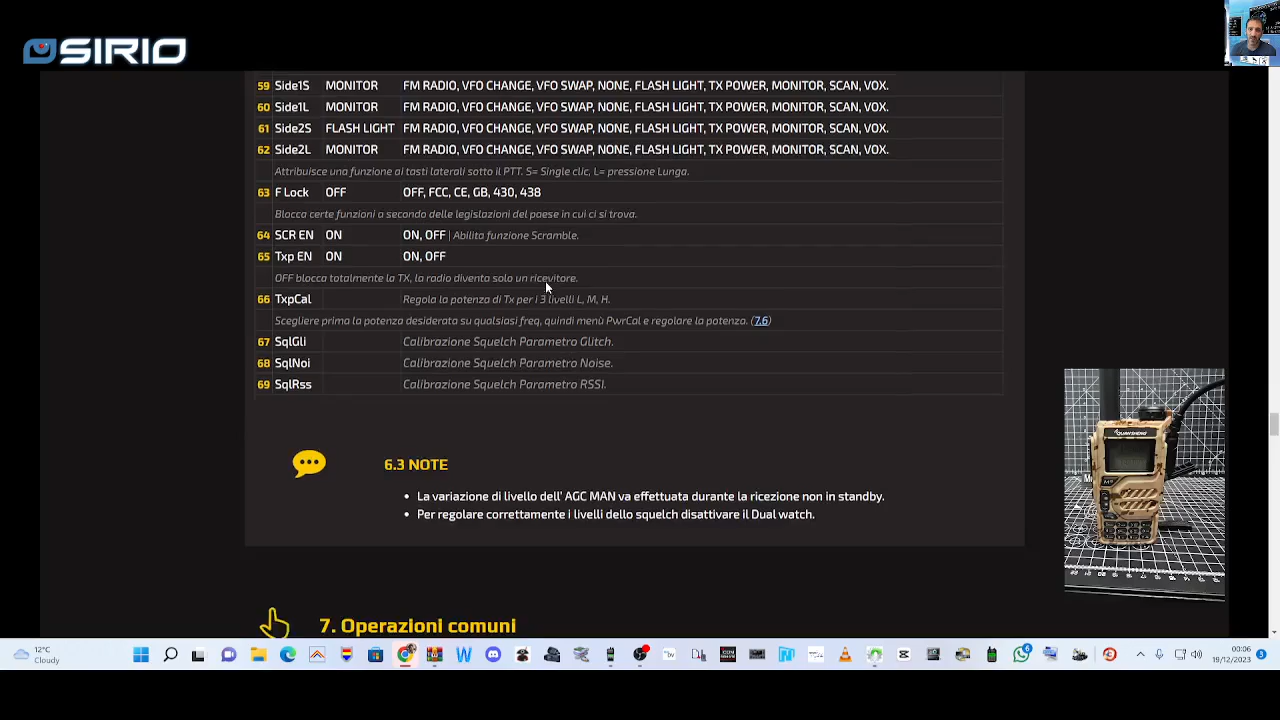 SIRIO
59 Side1S MONITOR FM RADIO, VFO CHANGE, VFO SWAP, NONE, FLASH LIGHT, TX POWER, MONITOR, SCAN, VOX.
60 Side1L MONITOR FM RADIO, VFO CHANGE, VFO SWAP, NONE, FLASH LIGHT, TX POWER, MONITOR, SCAN, VOX.
61 Side2S FLASH LIGHT FM RADIO, VFO CHANGE, VFO SWAP, NONE, FLASH LIGHT, TX POWER, MONITOR, SCAN, VOX.
62 Side2L MONITOR FM RADIO, VFO CHANGE, VFO SWAP, NONE, FLASH LIGHT, TX POWER, MONITOR, SCAN, VOX.
Attribuisce una funzione ai tasti laterali sotto il PTT. S= Single clic, L= pressione Lunga.
63 F Lock OFF OFF, FCC, CE, GB, 430, 438
Blocca certe funzioni a secondo delle legislazioni del paese in cui ci si trova.
64 SCR EN ON ON, OFF | Abilita funzione Scramble.
65 Txp EN ON ON, OFF
OFF blocca totalmente la TX, la radio diventa solo un ricevitore.
66 TxpCal Regola la potenza di Tx per i 3 livelli L, M, H.
Scegliere prima la potenza desiderata su qualsiasi freq, quindi menù PwrCal e regolare la potenza. (7.6)
67 SqlGli Calibrazione Squelch Parametro Glitch.
68 SqlNoi Calibrazione Squelch Parametro Noise.
69 SqlRss Calibrazione Squelch Parametro RSSI.
6.3 NOTE
• La variazione di livello dell' AGC MAN va effettuata durante la ricezione non in standby.
• Per regolare correttamente i livelli dello squelch disattivare il Dual watch.
7. Operazioni comuni
QUANSHENG
12°C
Cloudy
00:06
19/12/2023